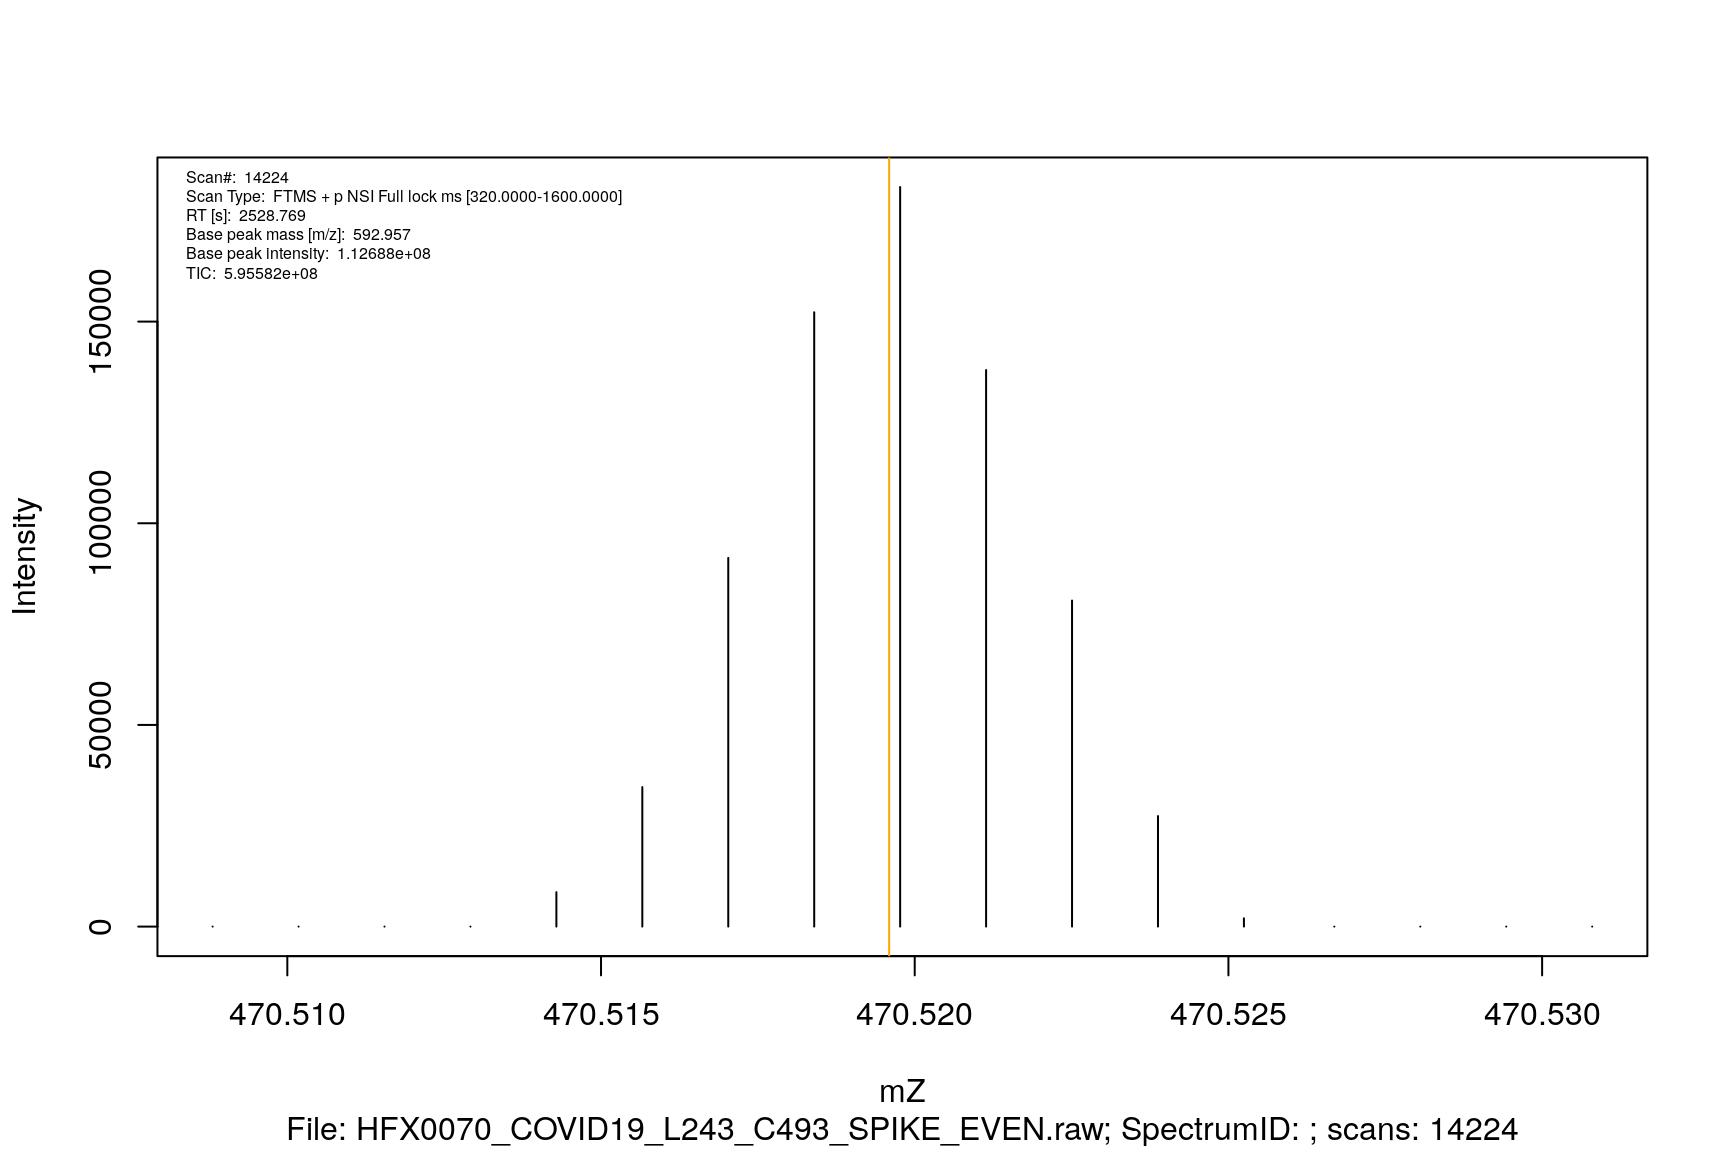 Scan#: 14224
Scan Type: FTMS + p NSI Full lock ms [320.0000-1600.0000]
RT [s]: 2528.769
Base peak mass [m/z]: 592.957
Base peak intensity: 1.12688e+08
TIC: 5.95582e+08
Intensity
150000
100000
50000
0
470.510 470.515 470.520 470.525 470.530
mZ
File: HFX0070_COVID19_L243_C493_SPIKE_EVEN.raw; SpectrumID: ; scans: 14224